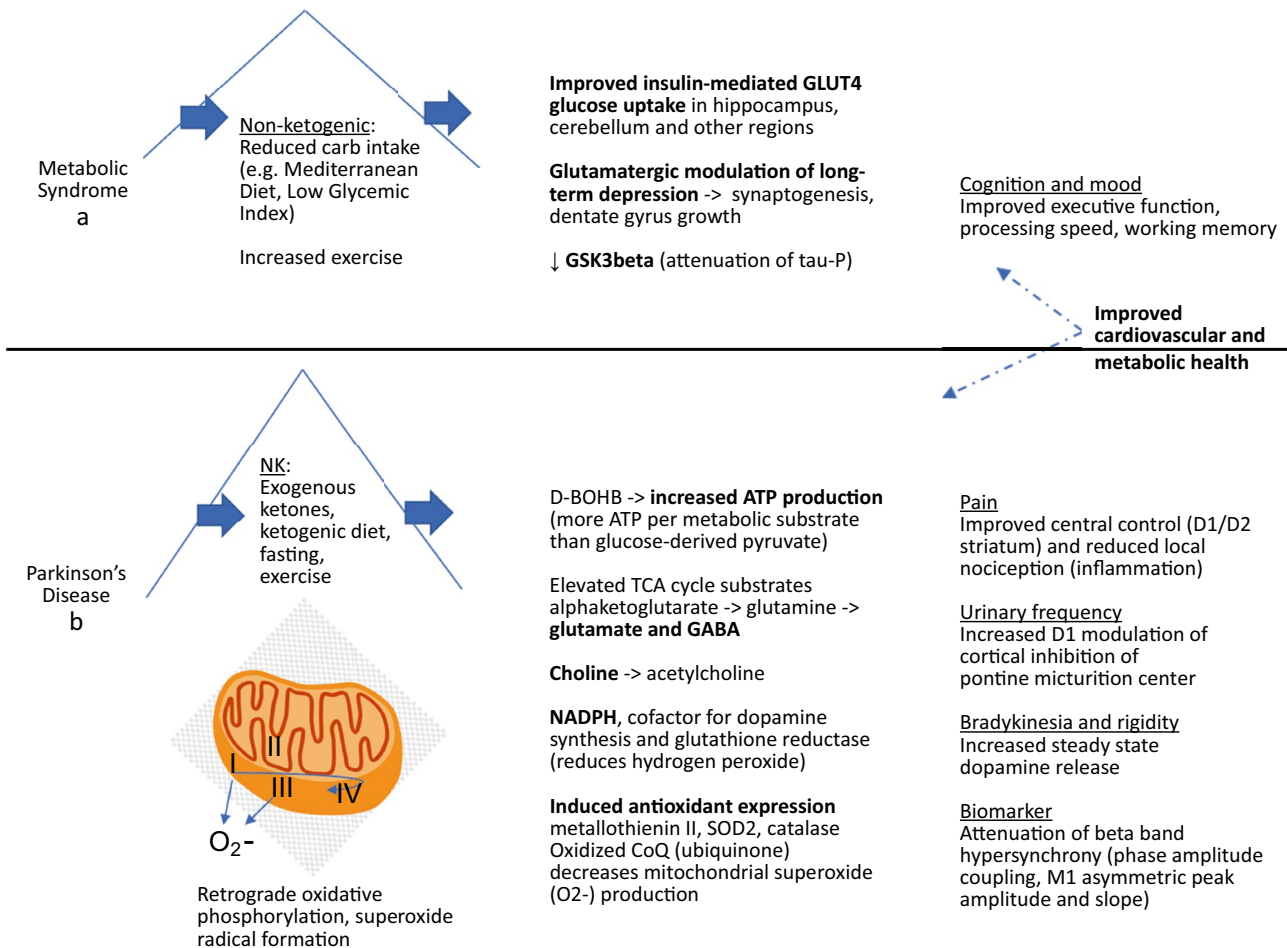 Metabolic
Syndrome
a
Non-ketogenic:
Reduced carb intake
(e.g. Mediterranean
Diet, Low Glycemic
Index)
Increased exercise
Improved insulin-mediated GLUT4
glucose uptake in hippocampus,
cerebellum and other regions
Glutamatergic modulation of long-
term depression -> synaptogenesis,
dentate gyrus growth
↓ GSK3beta (attenuation of tau-P)
Cognition and mood
Improved executive function,
processing speed, working memory
Improved
cardiovascular and
metabolic health
Parkinson’s
Disease
b
NK:
Exogenous
ketones,
ketogenic diet,
fasting,
exercise
I
II
III
IV
O2-
Retrograde oxidative
phosphorylation, superoxide
radical formation
D-BOHB -> increased ATP production
(more ATP per metabolic substrate
than glucose-derived pyruvate)
Elevated TCA cycle substrates
alphaketoglutarate -> glutamine ->
glutamate and GABA
Choline -> acetylcholine
NADPH, cofactor for dopamine
synthesis and glutathione reductase
(reduces hydrogen peroxide)
Induced antioxidant expression
metallothienin II, SOD2, catalase
Oxidized CoQ (ubiquinone)
decreases mitochondrial superoxide
(O2-) production
Pain
Improved central control (D1/D2
striatum) and reduced local
nociception (inflammation)
Urinary frequency
Increased D1 modulation of
cortical inhibition of
pontine micturition center
Bradykinesia and rigidity
Increased steady state
dopamine release
Biomarker
Attenuation of beta band
hypersynchrony (phase amplitude
coupling, M1 asymmetric peak
amplitude and slope)